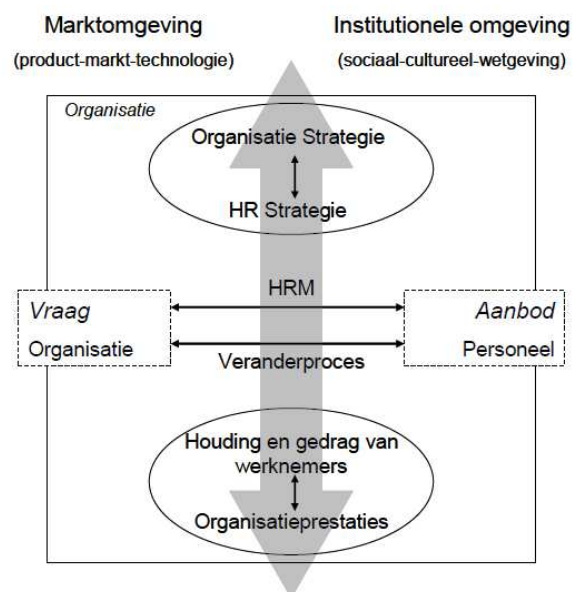 Marktomgeving
(product-markt-technologie)
Institutionele omgeving
(sociaal-cultureel-wetgeving)
Organisatie
Organisatie Strategie
HR Strategie
HRM
Vraag
Organisatie
Aanbod
Personeel
Veranderproces
Houding en gedrag van
werknemers
Organisatieprestaties